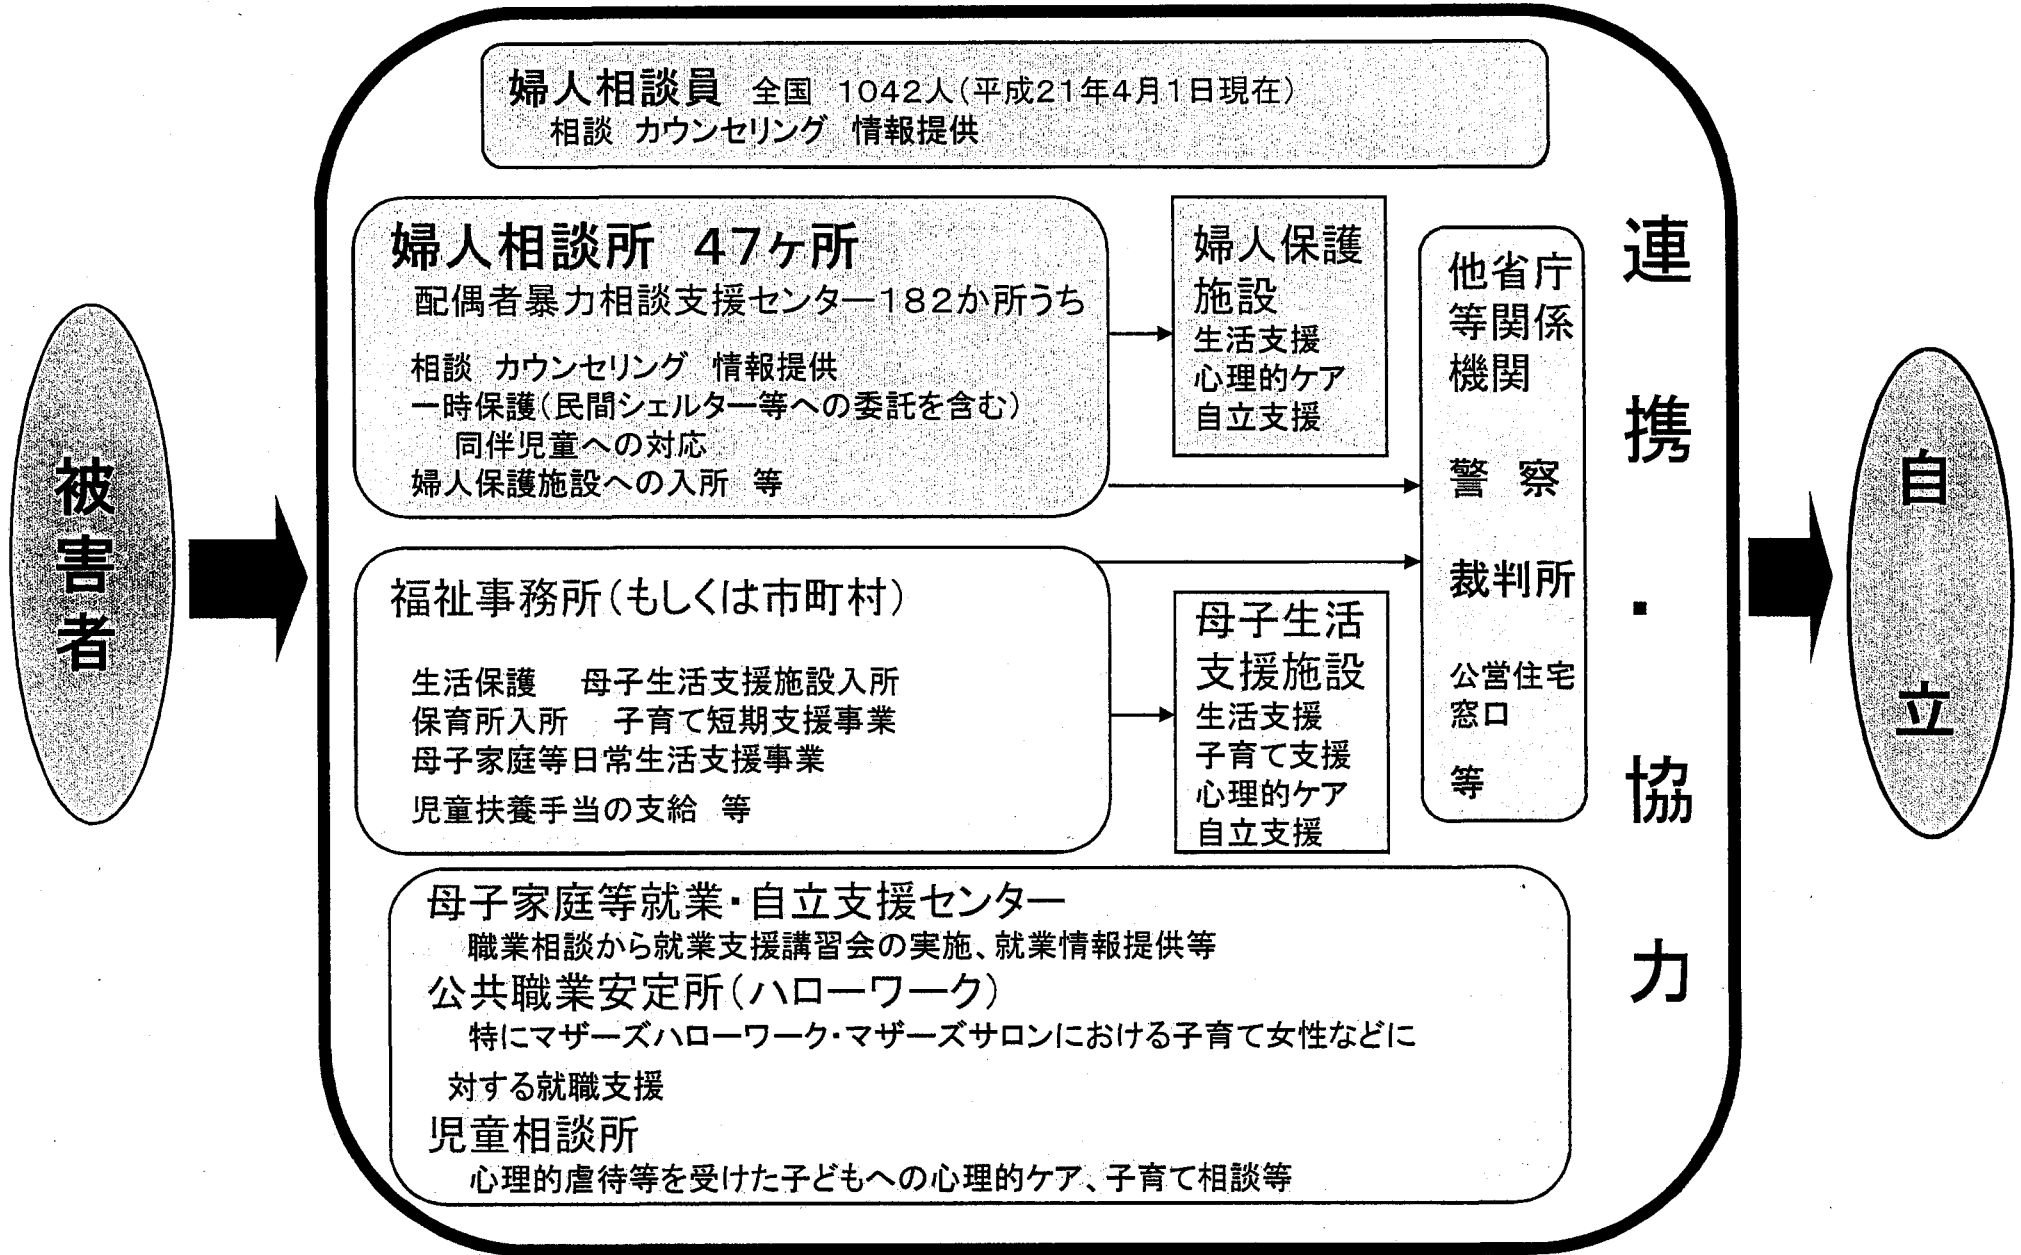 被害者
婦人相談員 全国 1042人(平成21年4月1日現在)
相談 カウンセリング 情報提供
婦人相談所 47ヶ所
配偶者暴力相談支援センター182か所うち
相談 カウンセリング 情報提供
一時保護(民間シェルター等への委託を含む)
同伴児童への対応
婦人保護施設への入所 等
婦人保護
施設
生活支援
心理的ケア
自立支援
福祉事務所(もしくは市町村)
生活保護 母子生活支援施設入所
保育所入所 子育て短期支援事業
母子家庭等日常生活支援事業
児童扶養手当の支給 等
母子生活
支援施設
生活支援
子育て支援
心理的ケア
自立支援
他省庁
等関係
機関
警察
裁判所
公営住宅
窓口
等
母子家庭等就業・自立支援センター
職業相談から就業支援講習会の実施、就業情報提供等
公共職業安定所(ハローワーク)
特にマザーズハローワーク・マザーズサロンにおける子育て女性などに
対する就職支援
児童相談所
心理的虐待等を受けた子どもへの心理的ケア、子育て相談等
連携・協力
自立